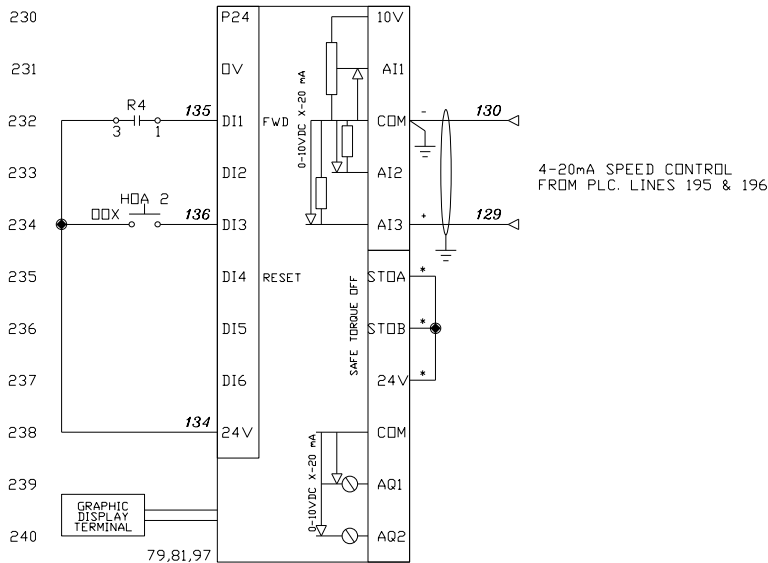 230 P24 10V
231 0V AI1
R4 135 130
232 DI1 FWD COM -
3 1
0-10VDC X-20 mA
233 DI2 AI2
4-20mA SPEED CONTROL
FROM PLC. LINES 195 & 196
HOA 2
OOX 136 + 129
234 DI3 AI3
235 DI4 RESET STOA *
SAFE TORQUE OFF
236 DI5 STOB *
237 DI6 24V *
134
238 24V COM
0-10VDC X-20 mA
239 AQ1
GRAPHIC
DISPLAY
TERMINAL
240 AQ2
79,81,97